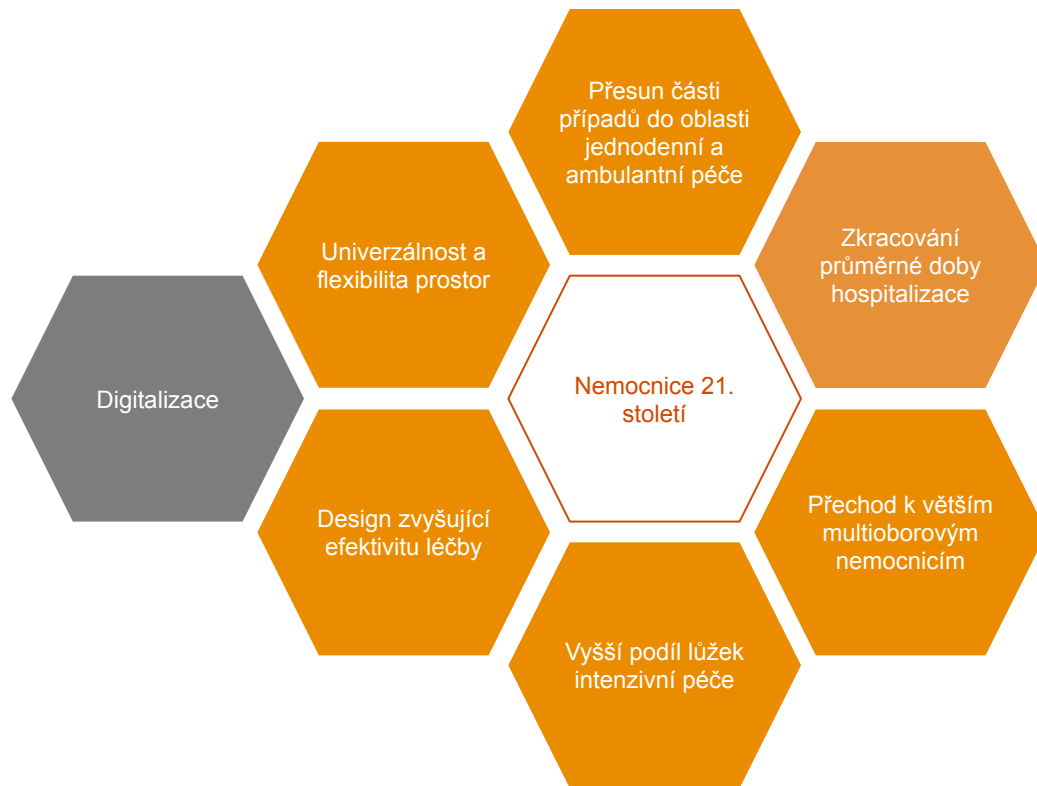 Přesun části
případů do oblasti
jednodenní a
ambulantní péče
Univerzálnost a
flexibilita prostor
Zkracování
průměrné doby
hospitalizace
Digitalizace
Nemocnice 21.
století
Design zvyšující
efektivitu léčby
Přechod k větším
multioborovým
nemocnicím
Vyšší podíl lůžek
intenzivní péče